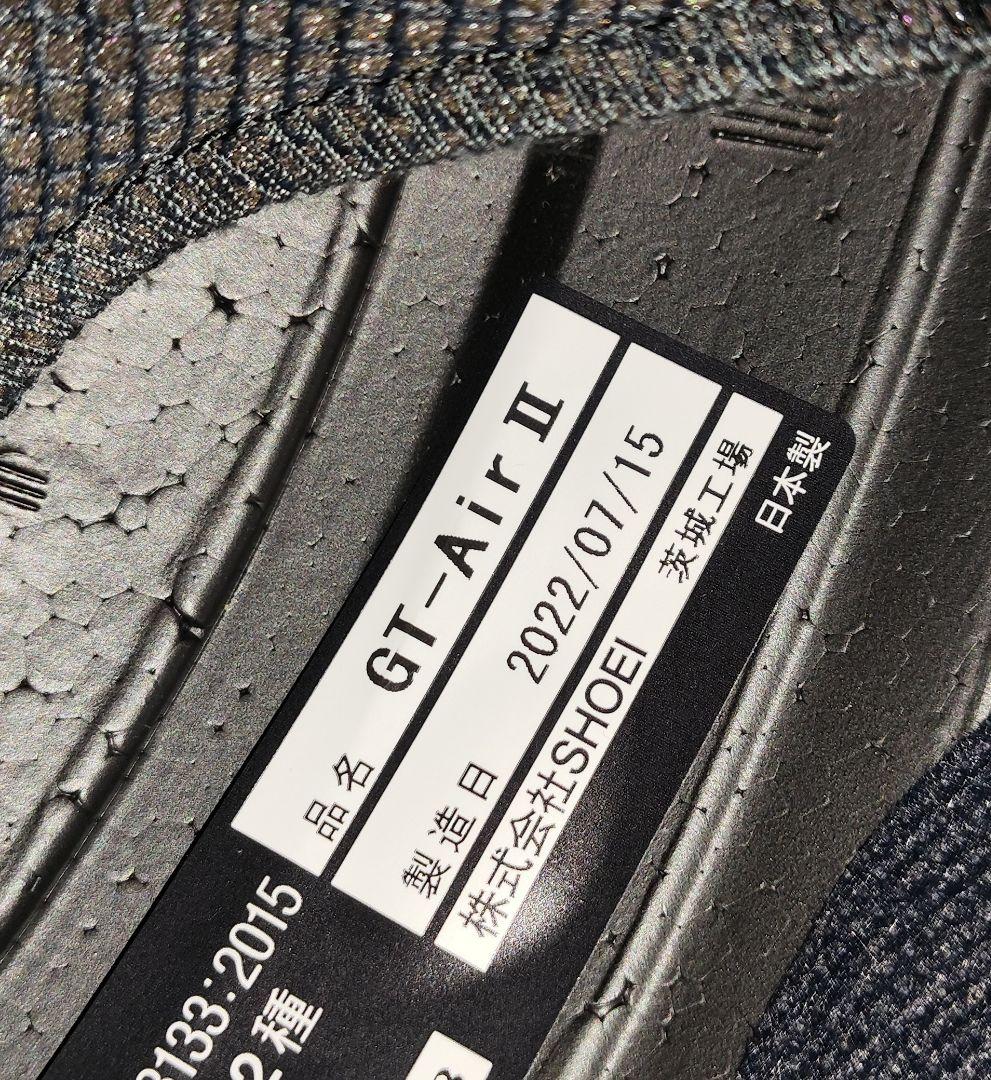 品名 GT-Air II
製造日 2022/07/15
株式会社SHOEI 茨城工場
日本製
8133:2015
2種